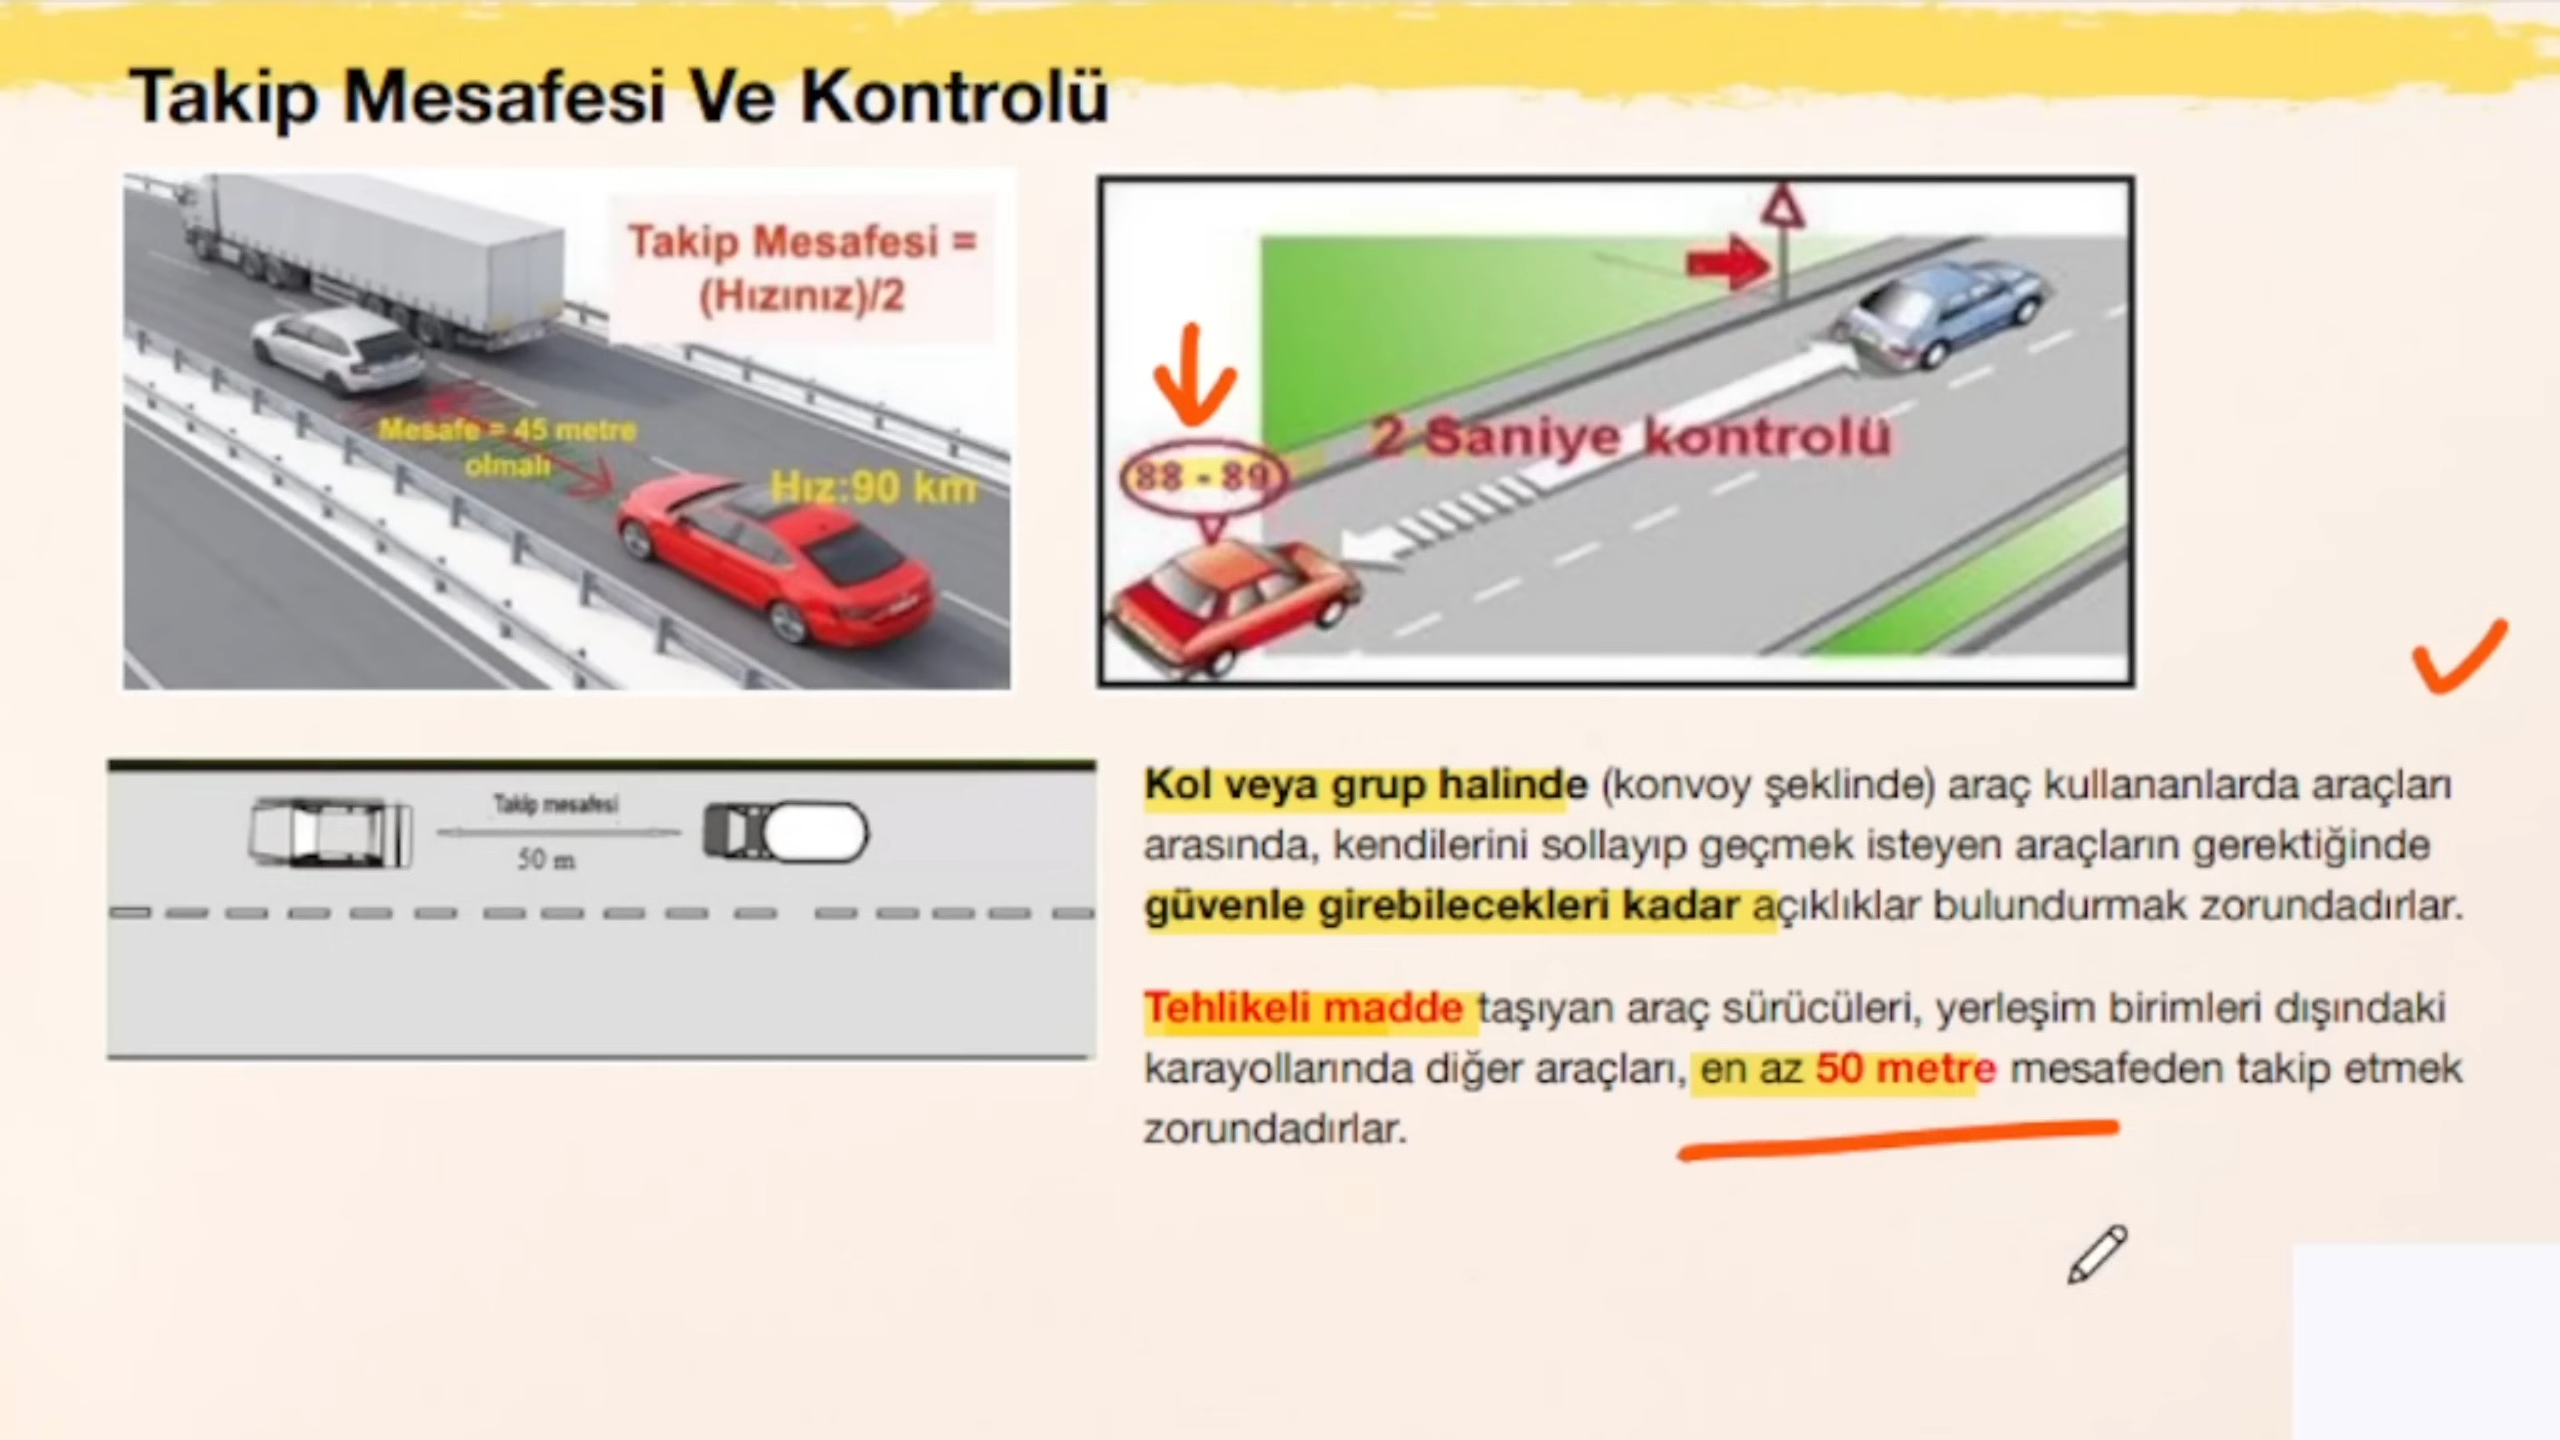 Takip Mesafesi Ve Kontrolü
Takip Mesafesi =
(Hızınız)/2
Mesafe = 45 metre
olmalı
Hız:90 km
2 Saniye kontrolü
88 - 89
Takip mesafesi
50 m
Kol veya grup halinde (konvoy şeklinde) araç kullananlarda araçları
arasında, kendilerini sollayıp geçmek isteyen araçların gerektiğinde
güvenle girebilecekleri kadar açıklıklar bulundurmak zorundadırlar.
Tehlikeli madde taşıyan araç sürücüleri, yerleşim birimleri dışındaki
karayollarında diğer araçları, en az 50 metre mesafeden takip etmek
zorundadırlar.